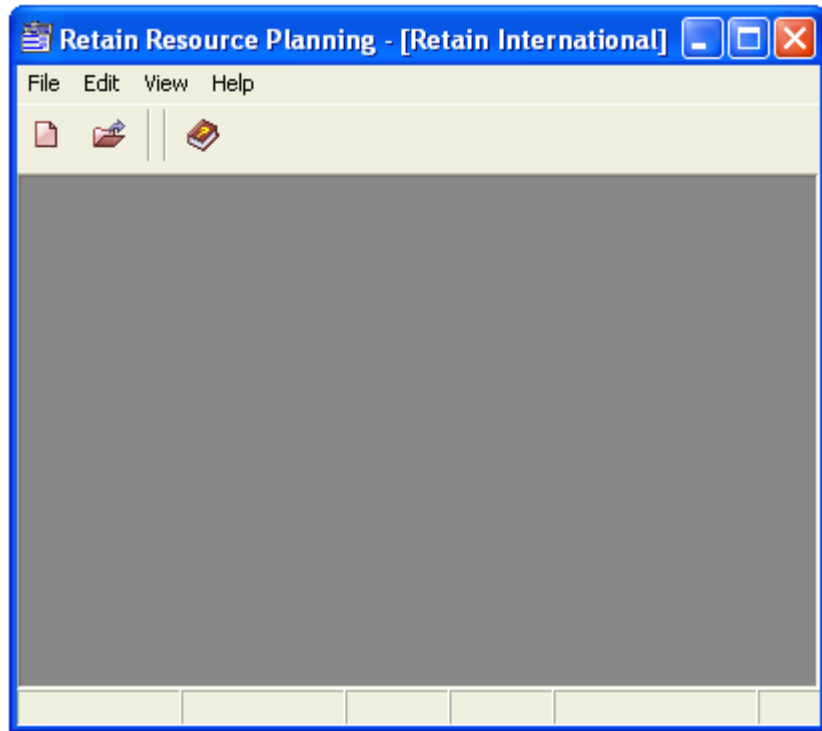 Retain Resource Planning - [Retain International]
File Edit View Help